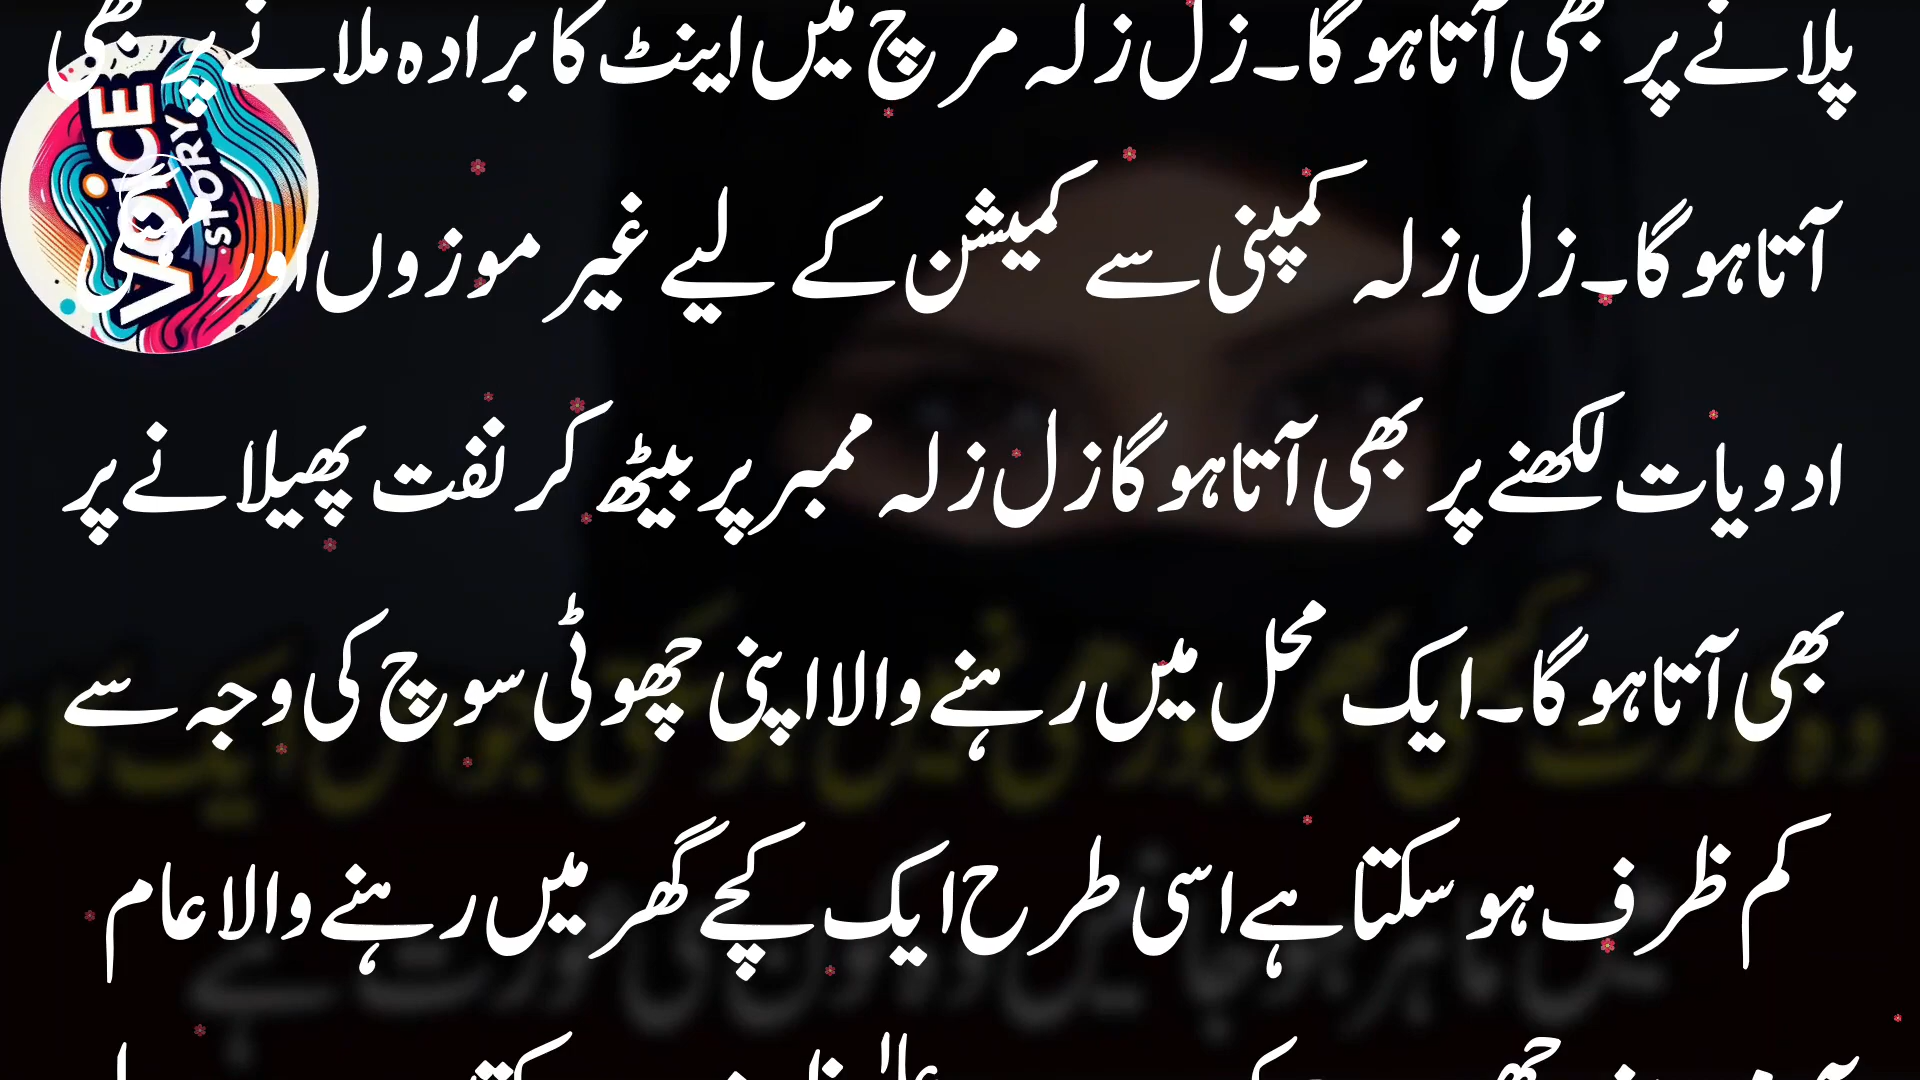 پلانے پر بھی آتا ہو گا۔ زل زلہ مرچ میں اینٹ کا برادہ ملانے پر بھی
آتا ہو گا۔ زل زلہ کمپنی سے کمیشن کے لیے غیر موزوں اور
ادویات لکھنے پر بھی آتا ہو گا زل زلہ ممبر پر بیٹھ کر نفت پھیلانے پر
بھی آتا ہو گا۔ ایک محل میں رہنے والا اپنی چھوٹی سوچ کی وجہ سے
کم ظرف ہو سکتا ہے اسی طرح ایک کچے گھر میں رہنے والا عام
VOICE
STORY